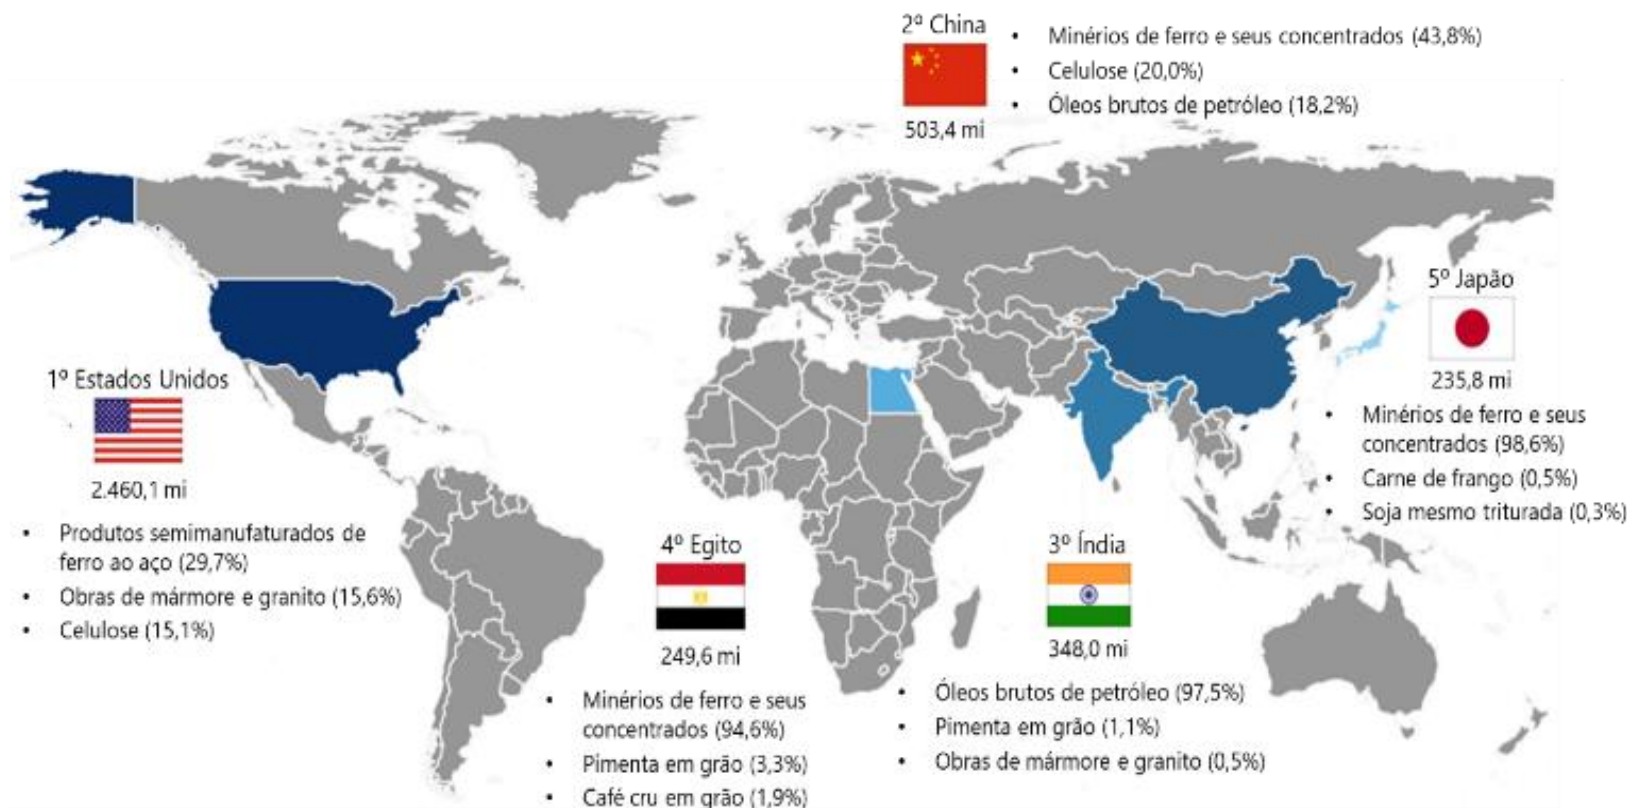 2º China
503,4 mi
• Minérios de ferro e seus concentrados (43,8%)
• Celulose (20,0%)
• Óleos brutos de petróleo (18,2%)
5º Japão
235,8 mi
• Minérios de ferro e seus
concentrados (98,6%)
• Carne de frango (0,5%)
• Soja mesmo triturada (0,3%)
1º Estados Unidos
2.460,1 mi
• Produtos semimanufaturados de
ferro ao aço (29,7%)
• Obras de mármore e granito (15,6%)
• Celulose (15,1%)
4º Egito
249,6 mi
• Minérios de ferro e seus
concentrados (94,6%)
• Pimenta em grão (3,3%)
• Café cru em grão (1,9%)
3º Índia
348,0 mi
• Óleos brutos de petróleo (97,5%)
• Pimenta em grão (1,1%)
• Obras de mármore e granito (0,5%)